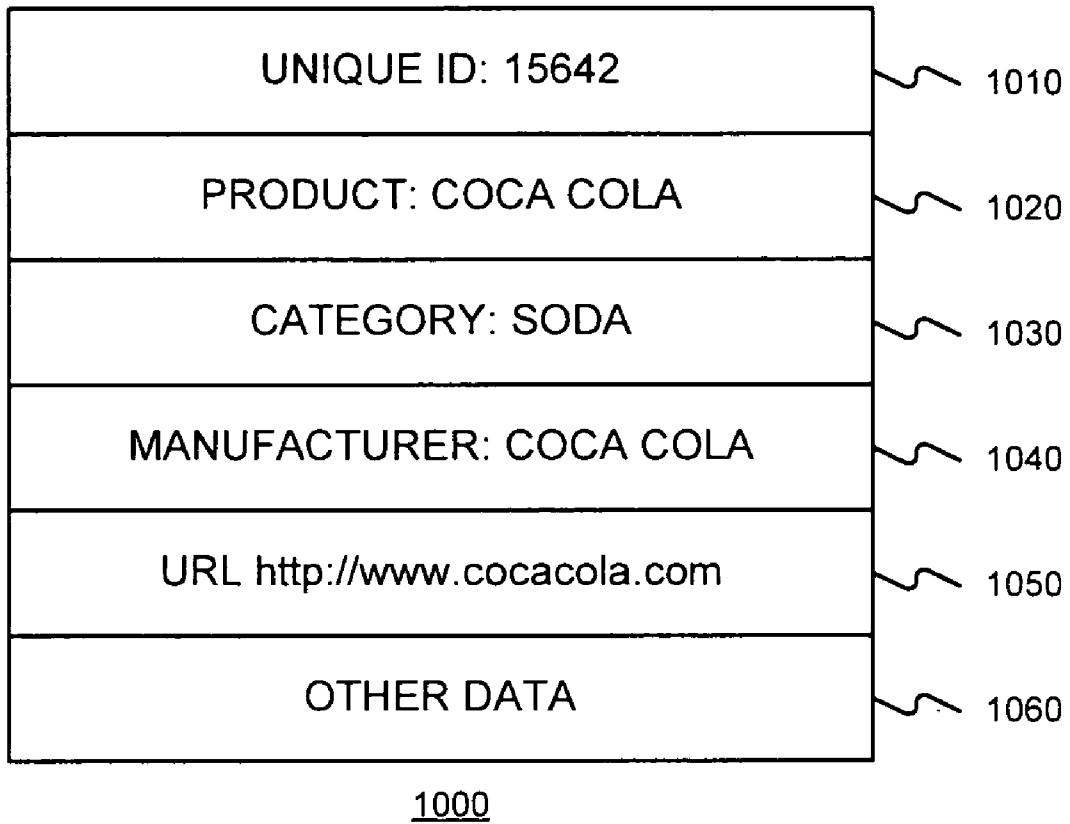 UNIQUE ID: 15642 1010
PRODUCT: COCA COLA 1020
CATEGORY: SODA 1030
MANUFACTURER: COCA COLA 1040
URL http://www.cocacola.com 1050
OTHER DATA 1060
1000